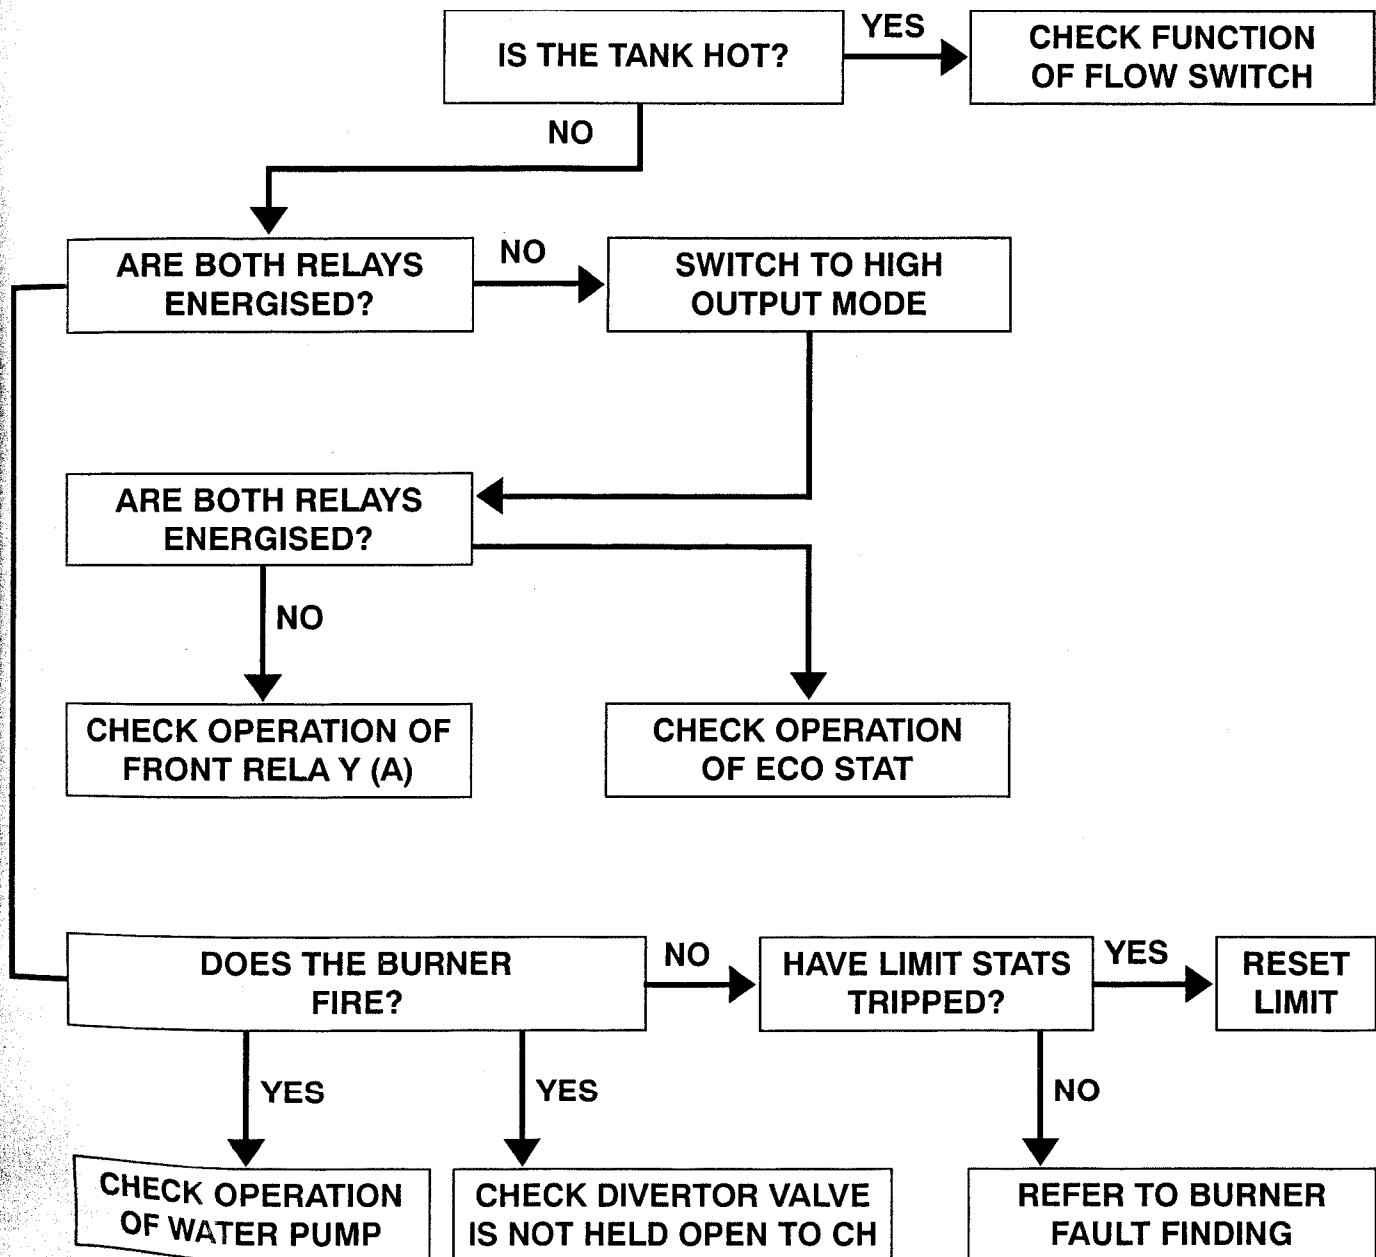 IS THE TANK HOT?
YES
CHECK FUNCTION
OF FLOW SWITCH
NO
ARE BOTH RELAYS
ENERGISED?
NO
SWITCH TO HIGH
OUTPUT MODE
ARE BOTH RELAYS
ENERGISED?
NO
CHECK OPERATION OF
FRONT RELA Y (A)
CHECK OPERATION
OF ECO STAT
DOES THE BURNER
FIRE?
NO
HAVE LIMIT STATS
TRIPPED?
YES
RESET
LIMIT
YES
YES
NO
CHECK OPERATION
OF WATER PUMP
CHECK DIVERTOR VALVE
IS NOT HELD OPEN TO CH
REFER TO BURNER
FAULT FINDING